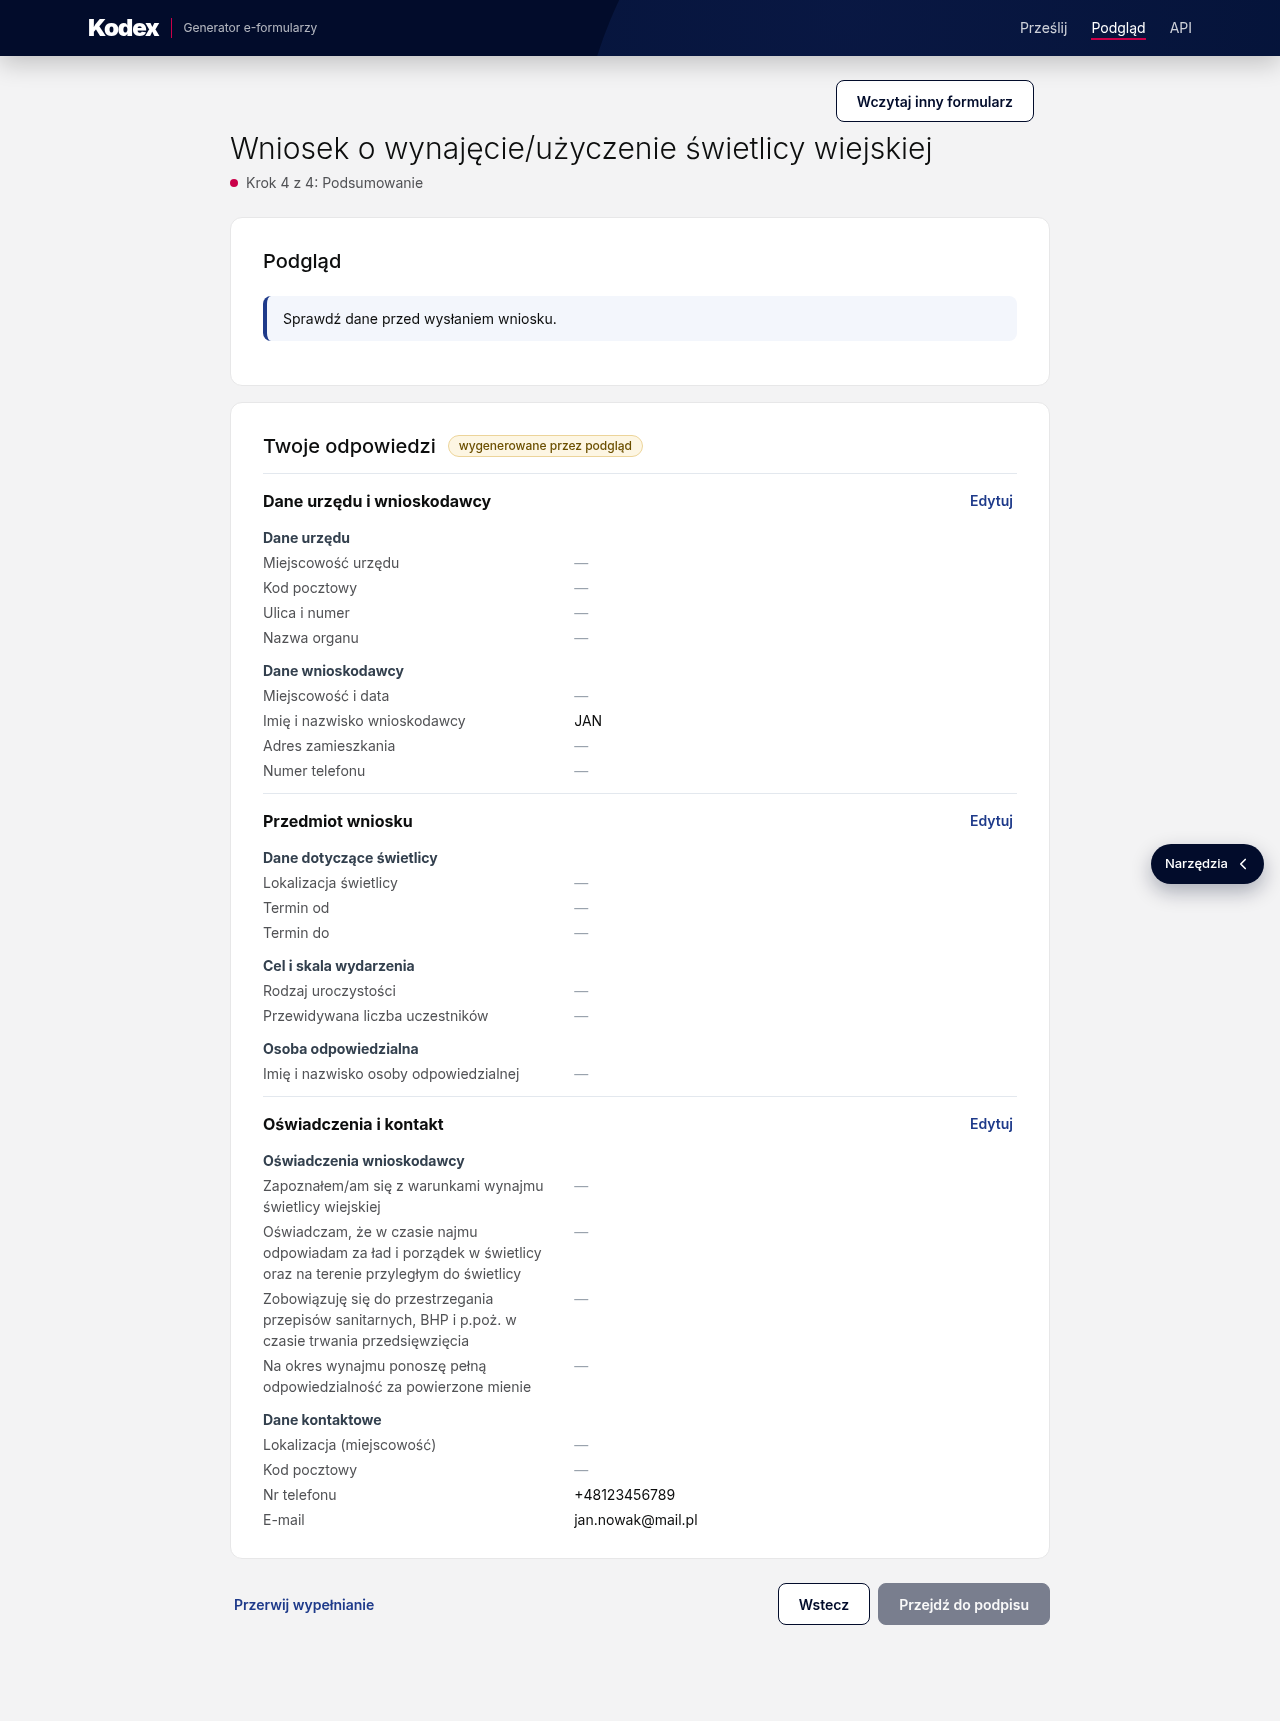 Kodex
Generator e-formularzy
Prześlij
Podgląd
API
Wczytaj inny formularz
Wniosek o wynajęcie/użyczenie świetlicy wiejskiej
Krok 4 z 4: Podsumowanie
Podgląd
Sprawdź dane przed wysłaniem wniosku.
Twoje odpowiedzi
wygenerowane przez podgląd
Dane urzędu i wnioskodawcy
Edytuj
Dane urzędu
Miejscowość urzędu —
Kod pocztowy —
Ulica i numer —
Nazwa organu —
Dane wnioskodawcy
Miejscowość i data —
Imię i nazwisko wnioskodawcy JAN
Adres zamieszkania —
Numer telefonu —
Przedmiot wniosku
Edytuj
Dane dotyczące świetlicy
Lokalizacja świetlicy —
Termin od —
Termin do —
Narzędzia
Cel i skala wydarzenia
Rodzaj uroczystości —
Przewidywana liczba uczestników —
Osoba odpowiedzialna
Imię i nazwisko osoby odpowiedzialnej —
Oświadczenia i kontakt
Edytuj
Oświadczenia wnioskodawcy
Zapoznałem/am się z warunkami wynajmu —
świetlicy wiejskiej
Oświadczam, że w czasie najmu —
odpowiadam za ład i porządek w świetlicy
oraz na terenie przyległym do świetlicy
Zobowiązuję się do przestrzegania —
przepisów sanitarnych, BHP i p.poż. w
czasie trwania przedsięwzięcia
Na okres wynajmu ponoszę pełną —
odpowiedzialność za powierzone mienie
Dane kontaktowe
Lokalizacja (miejscowość) —
Kod pocztowy —
Nr telefonu +48123456789
E-mail jan.nowak@mail.pl
Przerwij wypełnianie
Wstecz
Przejdź do podpisu